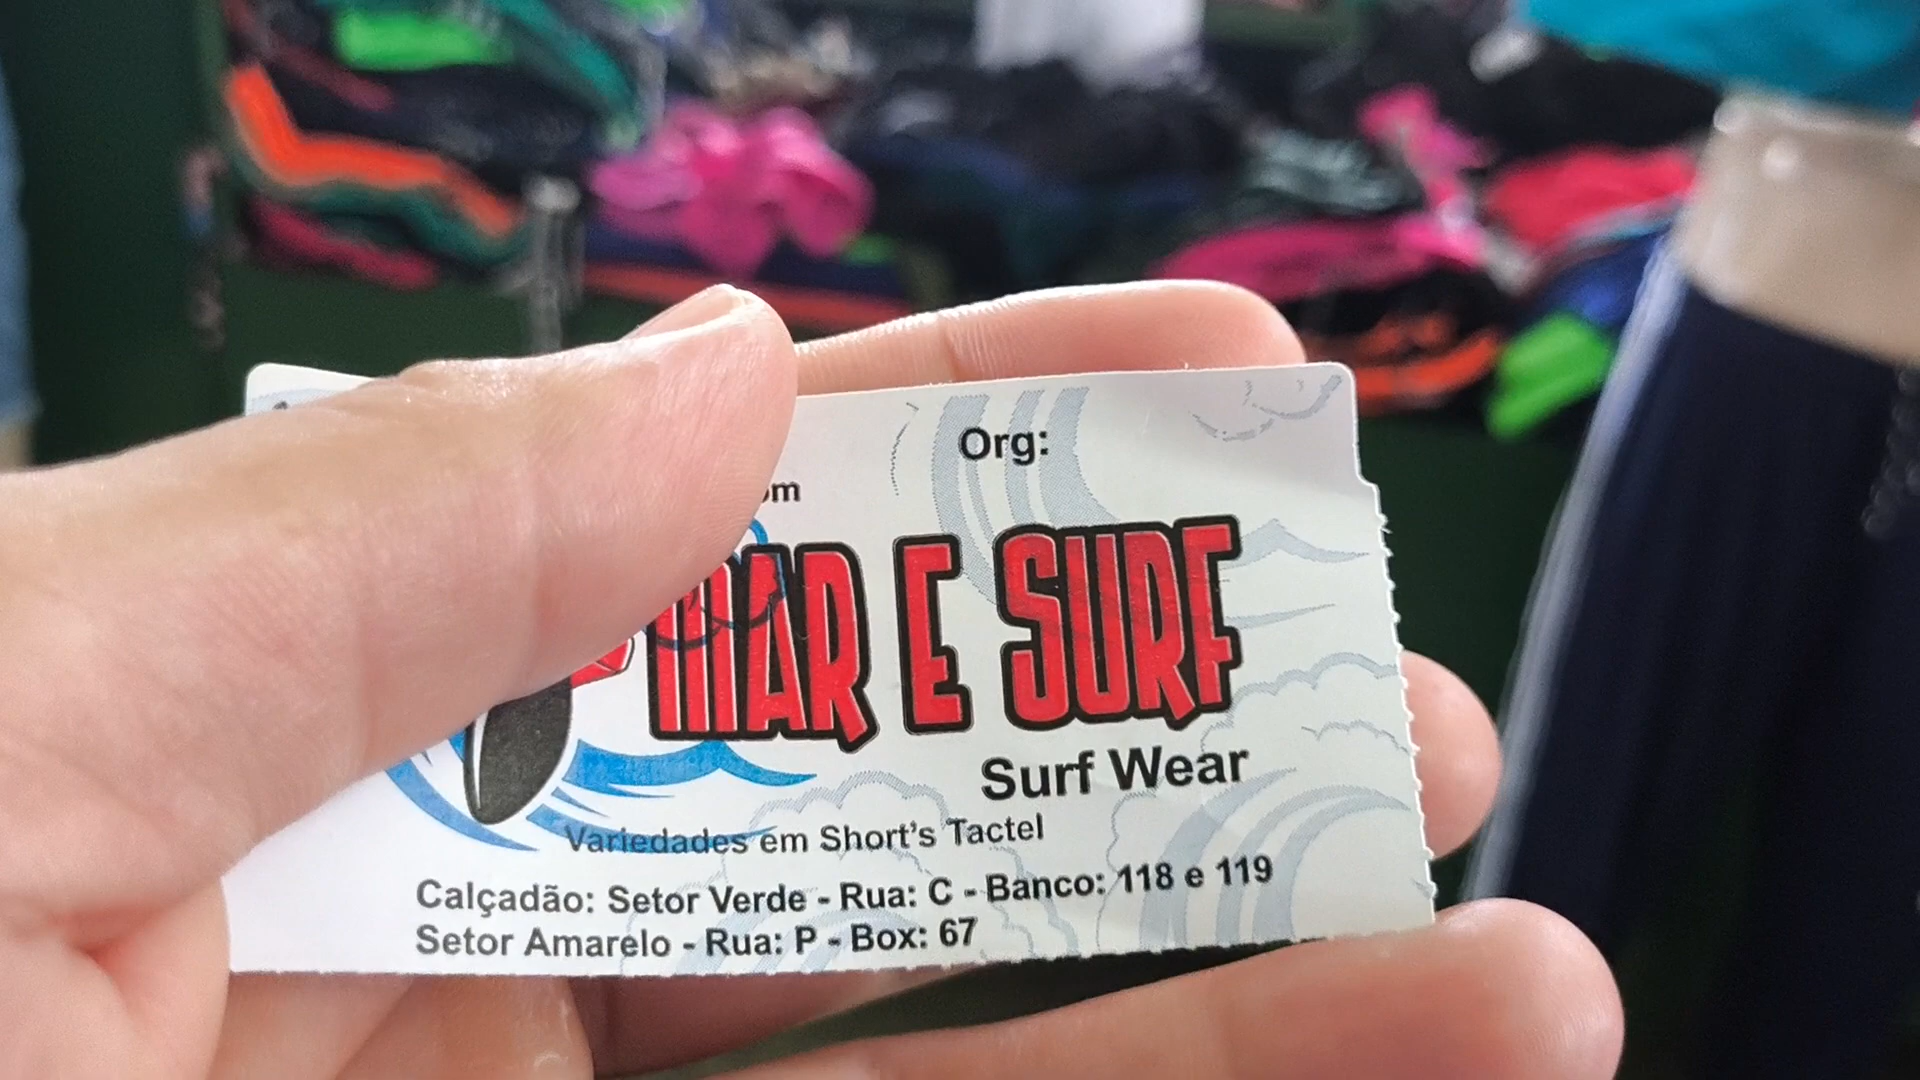 Org:
MAR E SURF
Surf Wear
Variedades em Short's Tactel
Calçadão: Setor Verde - Rua: C - Banco: 118 e 119
Setor Amarelo - Rua: P - Box: 67